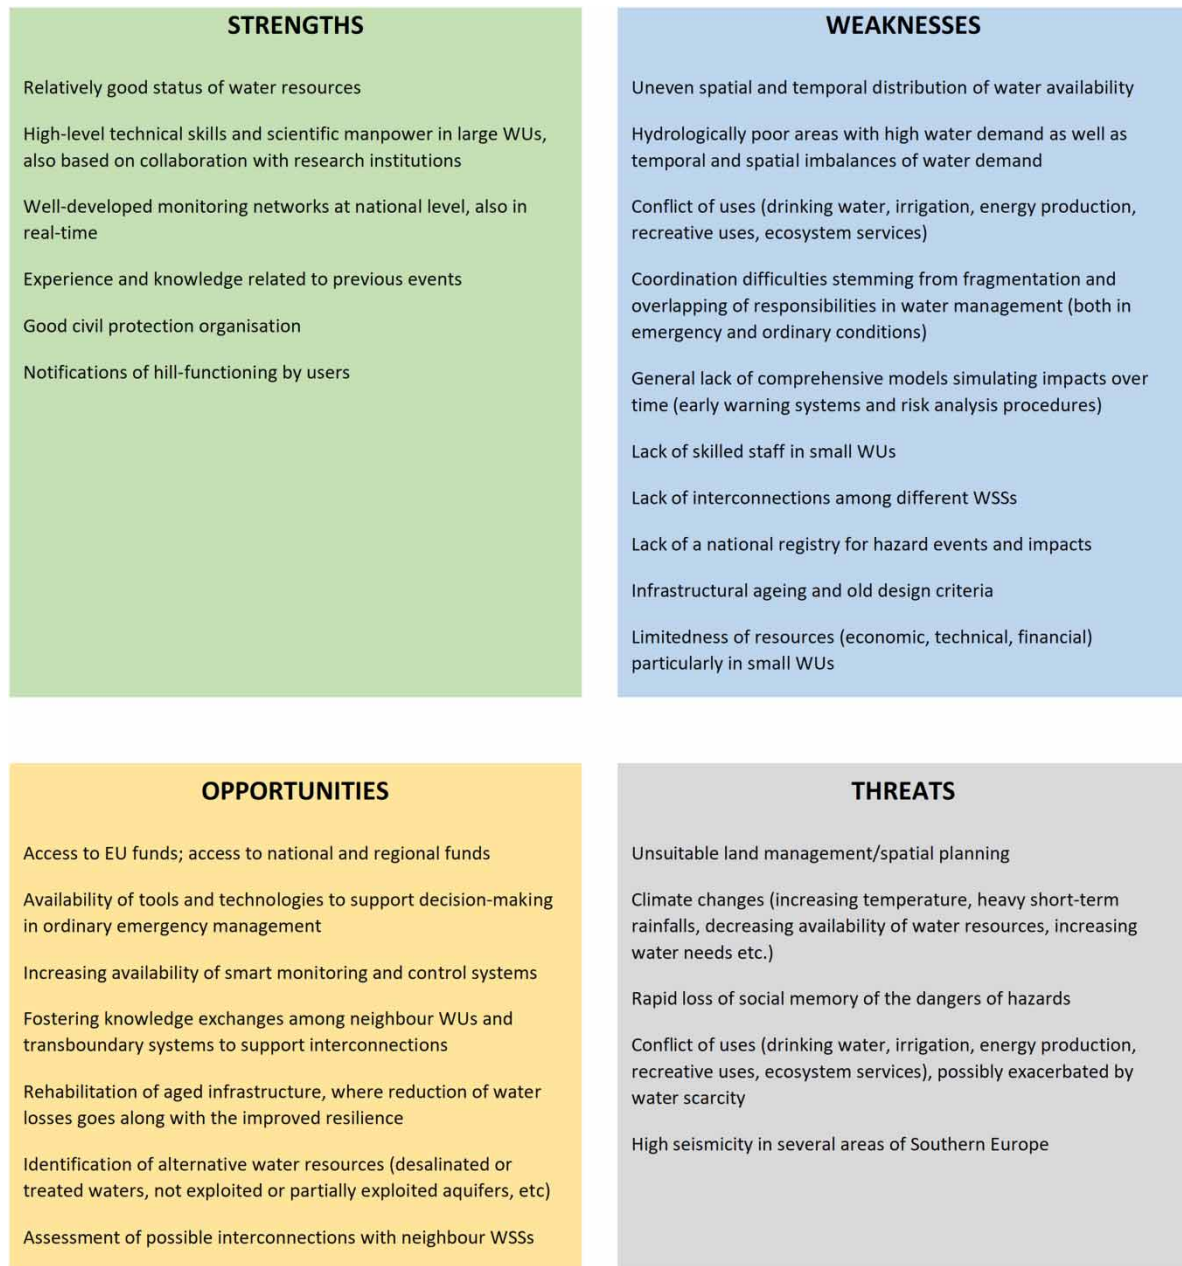 STRENGTHS
Relatively good status of water resources
High-level technical skills and scientific manpower in large WUs,
also based on collaboration with research institutions
Well-developed monitoring networks at national level, also in
real-time
Experience and knowledge related to previous events
Good civil protection organisation
Notifications of hill-functioning by users
WEAKNESSES
Uneven spatial and temporal distribution of water availability
Hydrologically poor areas with high water demand as well as
temporal and spatial imbalances of water demand
Conflict of uses (drinking water, irrigation, energy production,
recreative uses, ecosystem services)
Coordination difficulties stemming from fragmentation and
overlapping of responsibilities in water management (both in
emergency and ordinary conditions)
General lack of comprehensive models simulating impacts over
time (early warning systems and risk analysis procedures)
Lack of skilled staff in small WUs
Lack of interconnections among different WSSs
Lack of a national registry for hazard events and impacts
Infrastructural ageing and old design criteria
Limitedness of resources (economic, technical, financial)
particularly in small WUs
OPPORTUNITIES
Access to EU funds; access to national and regional funds
Availability of tools and technologies to support decision-making
in ordinary emergency management
Increasing availability of smart monitoring and control systems
Fostering knowledge exchanges among neighbour WUs and
transboundary systems to support interconnections
Rehabilitation of aged infrastructure, where reduction of water
losses goes along with the improved resilience
Identification of alternative water resources (desalinated or
treated waters, not exploited or partially exploited aquifers, etc)
Assessment of possible interconnections with neighbour WSSs
THREATS
Unsuitable land management/spatial planning
Climate changes (increasing temperature, heavy short-term
rainfalls, decreasing availability of water resources, increasing
water needs etc.)
Rapid loss of social memory of the dangers of hazards
Conflict of uses (drinking water, irrigation, energy production,
recreative uses, ecosystem services), possibly exacerbated by
water scarcity
High seismicity in several areas of Southern Europe